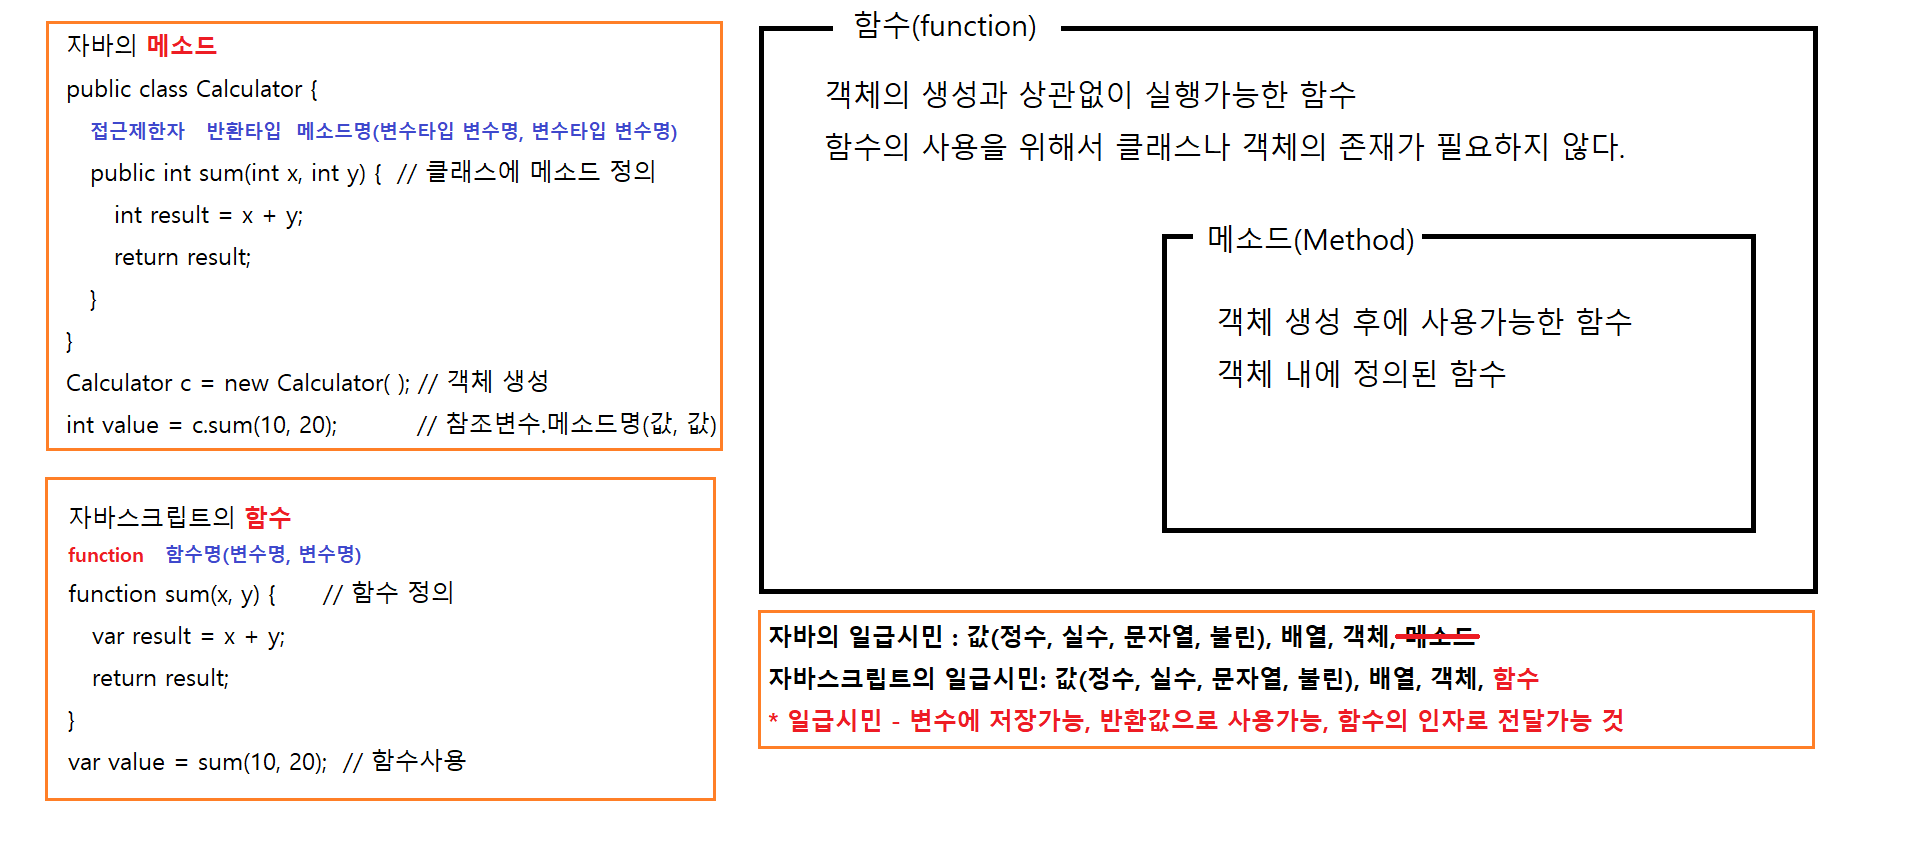 자바의 메소드
public class Calculator {
접근제한자 반환타입 메소드명(변수타입 변수명, 변수타입 변수명)
public int sum(int x, int y) { // 클래스에 메소드 정의
int result = x + y;
return result;
}
}
Calculator c = new Calculator( ); // 객체 생성
int value = c.sum(10, 20); // 참조변수.메소드명(값, 값)
자바스크립트의 함수
function 함수명(변수명, 변수명)
function sum(x, y) { // 함수 정의
var result = x + y;
return result;
}
var value = sum(10, 20); // 함수사용
함수(function)
객체의 생성과 상관없이 실행가능한 함수
함수의 사용을 위해서 클래스나 객체의 존재가 필요하지 않다.
메소드(Method)
객체 생성 후에 사용가능한 함수
객체 내에 정의된 함수
자바의 일급시민 : 값(정수, 실수, 문자열, 불린), 배열, 객체, 메소드
자바스크립트의 일급시민: 값(정수, 실수, 문자열, 불린), 배열, 객체, 함수
* 일급시민 - 변수에 저장가능, 반환값으로 사용가능, 함수의 인자로 전달가능 것